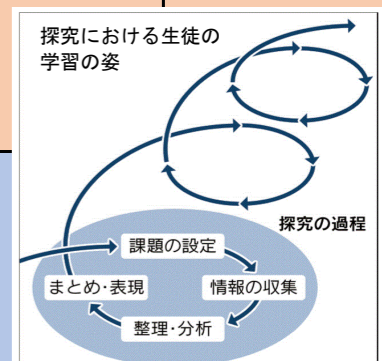 探究における生徒の
学習の姿
探究の過程
課題の設定
まとめ・表現
情報の収集
整理・分析